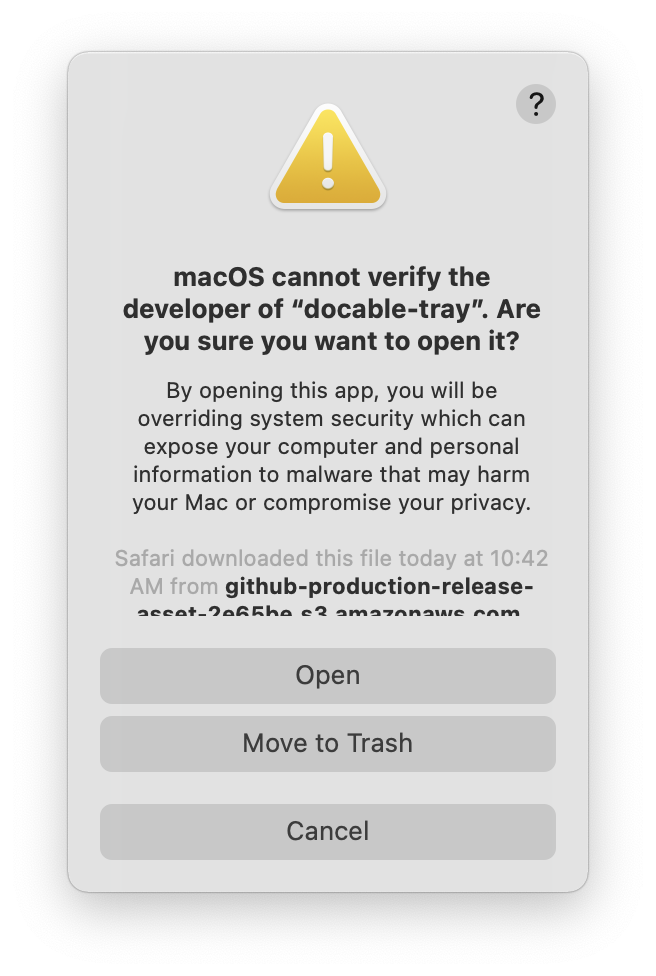 ?
macOS cannot verify the
developer of “docable-tray”. Are
you sure you want to open it?
By opening this app, you will be
overriding system security which can
expose your computer and personal
information to malware that may harm
your Mac or compromise your privacy.
Safari downloaded this file today at 10:42
AM from github-production-release-
asset-2e65be.s3.amazonaws.com
Open
Move to Trash
Cancel